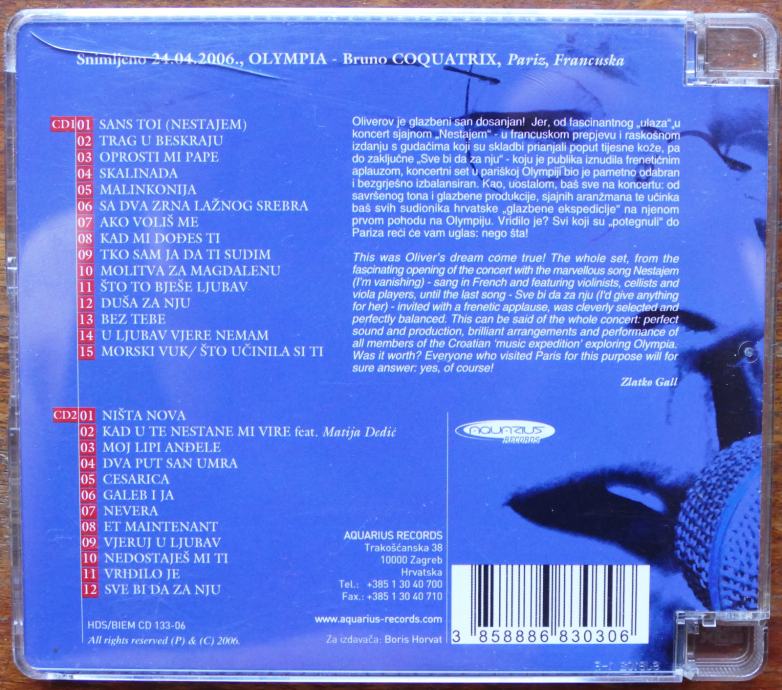 Snimljeno 24.04.2006., OLYMPIA - Bruno COQUATRIX, Pariz, Francuska
CD1 01 SANS TOI (NESTAJEM)
02 TRAG U BESKRAJU
03 OPROSTI MI PAPE
04 SKALINADA
05 MALINKONIJA
06 SA DVA ZRNA LAŽNOG SREBRA
07 AKO VOLIŠ ME
08 KAD MI DOĐEŠ TI
09 TKO SAM JA DA TI SUDIM
10 MOLITVA ZA MAGDALENU
11 ŠTO TO BJEŠE LJUBAV
12 DUŠA ZA NJU
13 BEZ TEBE
14 U LJUBAV VJERE NEMAM
15 MORSKI VUK/ ŠTO UČINILA SI TI
Oliverov je glazbeni san dosanjan! Jer, od fascinantnog „ulaza“„u
koncert sjajnom „Nestajem“ - u francuskom prepjevu i raskošnom
izdanju s gudačima koji su skladbi prianjali poput tijesne kože, pa
do zaključne „Sve bi da za nju“ - koju je publika iznudila frenetičnim
aplauzom, koncertni set u pariškoj Olympiji bio je pametno odabran
i bezgrješno izbalansiran. Kao, uostalom, baš sve na koncertu: od
savršenog tona i glazbene produkcije, sjajnih aranžmana te učinka
baš svih sudionika hrvatske „glazbene ekspedicije“ na njenom
prvom pohodu na Olympiju. Vridilo je? Svi koji su „potegnuli“ do
Pariza reći će vam uglas: nego šta!
This was Oliver's dream come true! The whole set, from the
fascinating opening of the concert with the marvellous song Nestajem
(I'm vanishing) - sang in French and featuring violinists, cellists and
viola players, until the last song - Sve bi da za nju (I'd give anything
for her) - invited with a frenetic applause, was cleverly selected and
perfectly balanced. This can be said of the whole concert: perfect
sound and production, brilliant arrangements and performance of
all members of the Croatian 'music expedition' exploring Olympia.
Was it worth? Everyone who visited Paris for this purpose will for
sure answer: yes, of course!
Zlatko Gall
CD2 01 NIŠTA NOVA
02 KAD U TE NESTANE MI VIRE feat. Matija Dedić
03 MOJ LIPI ANĐELE
04 DVA PUT SAN UMRA
05 CESARICA
06 GALEB I JA
07 NEVERA
08 ET MAINTENANT
09 VJERUJ U LJUBAV
10 NEDOSTAJEŠ MI TI
11 VRIĐILO JE
12 SVE BI DA ZA NJU
AQUARIUS
RECORDS
AQUARIUS RECORDS
Trakošćanska 38
10000 Zagreb
Hrvatska
Tel.: +385 1 30 40 700
Fax.: +385 1 30 40 710
www.aquarius-records.com
Za izdavača: Boris Horvat
HDS/BIEM CD 133-06
All rights reserved (P) & (C) 2006.
3 858886 830306